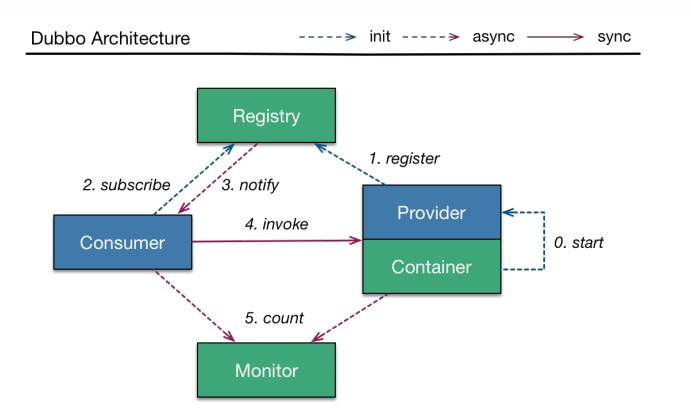 Dubbo Architecture
init
async
sync
Registry
1. register
2. subscribe
3. notify
Provider
Consumer
4. invoke
0. start
Container
5. count
Monitor